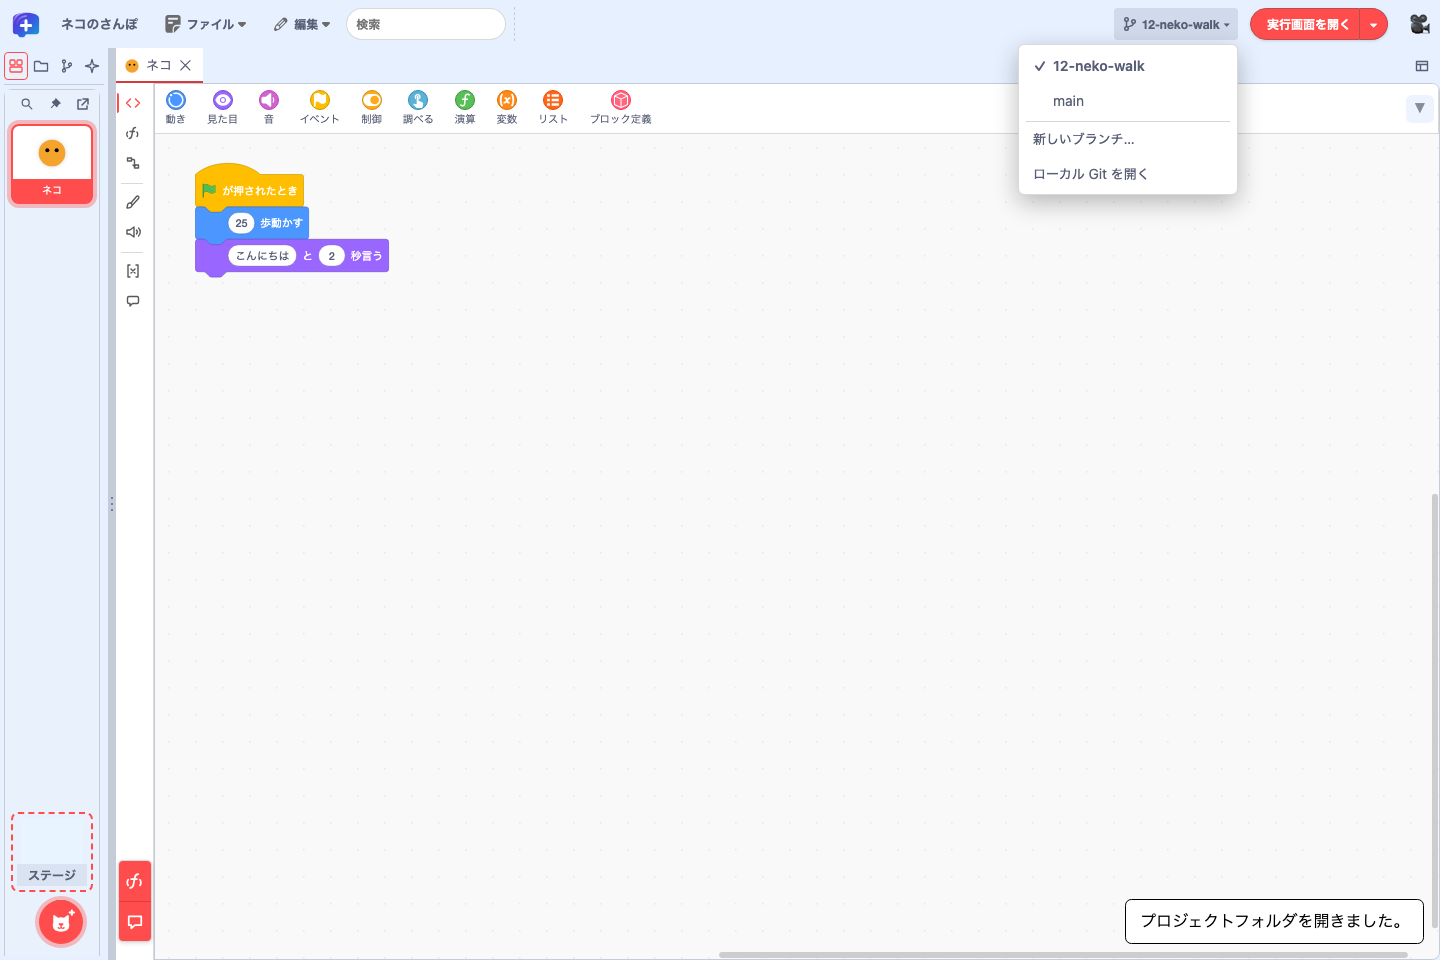 ネコのさんぽ
ファイル
編集
検索
12-neko-walk
実行画面を開く
ネコ
12-neko-walk
main
新しいブランチ...
ローカル Git を開く
動き
見た目
音
イベント
制御
調べる
演算
変数
リスト
ブロック定義
ネコ
が押されたとき
25 歩動かす
こんにちは と 2 秒言う
ステージ
プロジェクトフォルダを開きました。